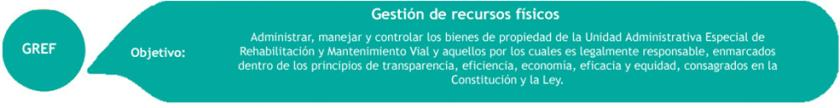 Gestión de recursos físicos
GREF
Objetivo:
Administrar, manejar y controlar los bienes de propiedad de la Unidad Administrativa Especial de
Rehabilitación y Mantenimiento Vial y aquellos por los cuales es legalmente responsable, enmarcados
dentro de los principios de transparencia, eficiencia, economía, eficacia y equidad, consagrados en la
Constitución y la Ley.